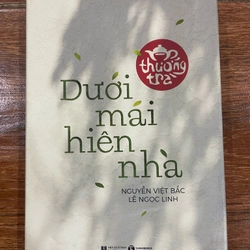 thưởng
trà
Dưới
mái
hiên
nhà
NGUYỄN VIỆT BẮC
LÊ NGỌC LINH